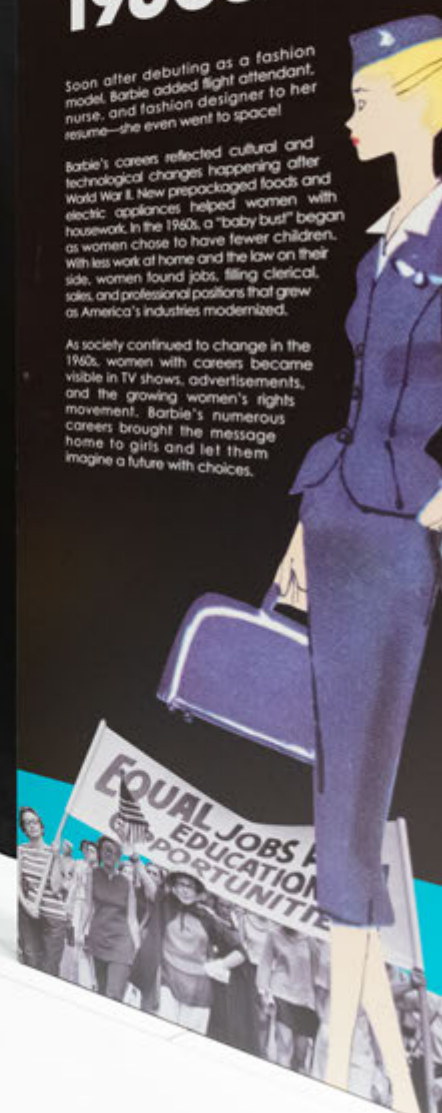 Soon after debuting as a fashion
model, Barbie added flight attendant,
nurse, and fashion designer to her
resume—she even went to space!
Barbie's careers reflected cultural and
technological changes happening after
World War II. New prepackaged foods and
electric appliances helped women with
housework. In the 1960s, a "baby bust" began
as women chose to have fewer children.
With less work at home and the law on their
side, women found jobs, filling clerical,
sales, and professional positions that grew
as America's industries modernized.
As society continued to change in the
1960s, women with careers became
visible in TV shows, advertisements,
and the growing women's rights
movement. Barbie's numerous
careers brought the message
home to girls and let them
imagine a future with choices.
EQUAL JOBS
EDUCATION
OPPORTUNITIE